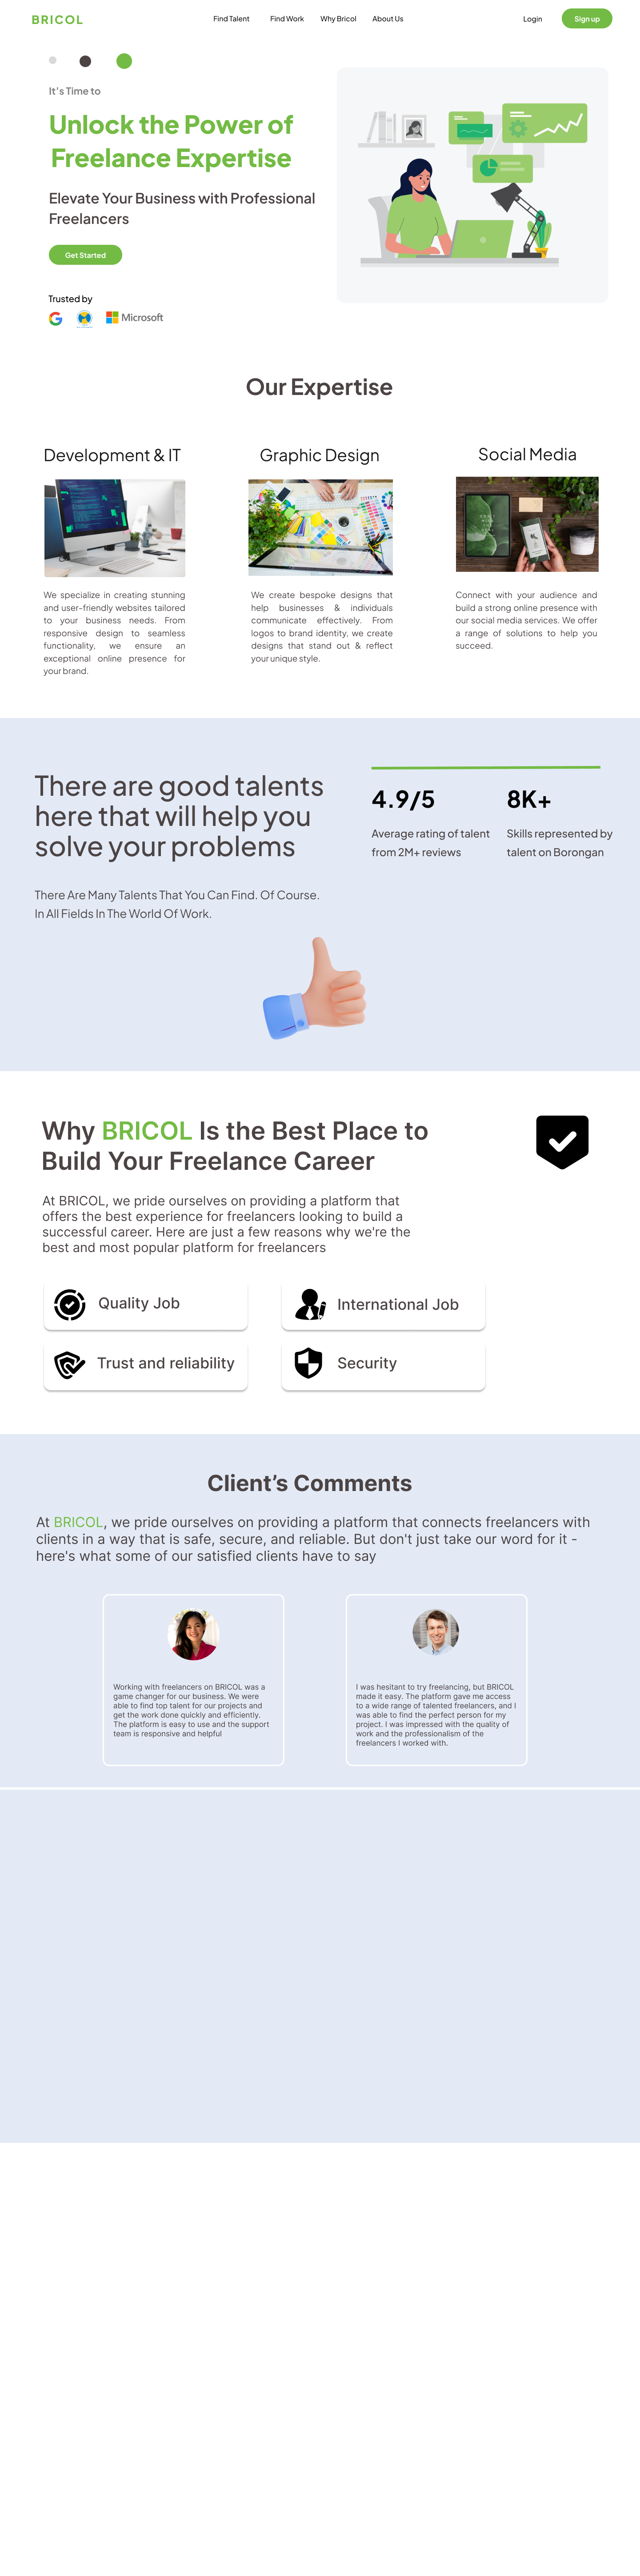 BRICOL
Find Talent
Find Work
Why Bricol
About Us
Login
Sign up
It's Time to
Unlock the Power of
Freelance Expertise
Elevate Your Business with Professional
Freelancers
Get Started
Trusted by
Microsoft
Our Expertise
Development & IT
We specialize in creating stunning
and user-friendly websites tailored
to your business needs. From
responsive design to seamless
functionality, we ensure an
exceptional online presence for
your brand.
Graphic Design
We create bespoke designs that
help businesses & individuals
communicate effectively. From
logos to brand identity, we create
designs that stand out & reflect
your unique style.
Social Media
Connect with your audience and
build a strong online presence with
our social media services. We offer
a range of solutions to help you
succeed.
There are good talents
here that will help you
solve your problems
There Are Many Talents That You Can Find. Of Course.
In All Fields In The World Of Work.
4.9/5
Average rating of talent
from 2M+ reviews
8K+
Skills represented by
talent on Borongan
Why BRICOL Is the Best Place to
Build Your Freelance Career
At BRICOL, we pride ourselves on providing a platform that
offers the best experience for freelancers looking to build a
successful career. Here are just a few reasons why we're the
best and most popular platform for freelancers
Quality Job
International Job
Trust and reliability
Security
Client's Comments
At BRICOL, we pride ourselves on providing a platform that connects freelancers with
clients in a way that is safe, secure, and reliable. But don't just take our word for it -
here's what some of our satisfied clients have to say
Working with freelancers on BRICOL was a
game changer for our business. We were
able to find top talent for our projects and
get the work done quickly and efficiently.
The platform is easy to use and the support
team is responsive and helpful
I was hesitant to try freelancing, but BRICOL
made it easy. The platform gave me access
to a wide range of talented freelancers, and I
was able to find the perfect person for my
project. I was impressed with the quality of
work and the professionalism of the
freelancers I worked with.